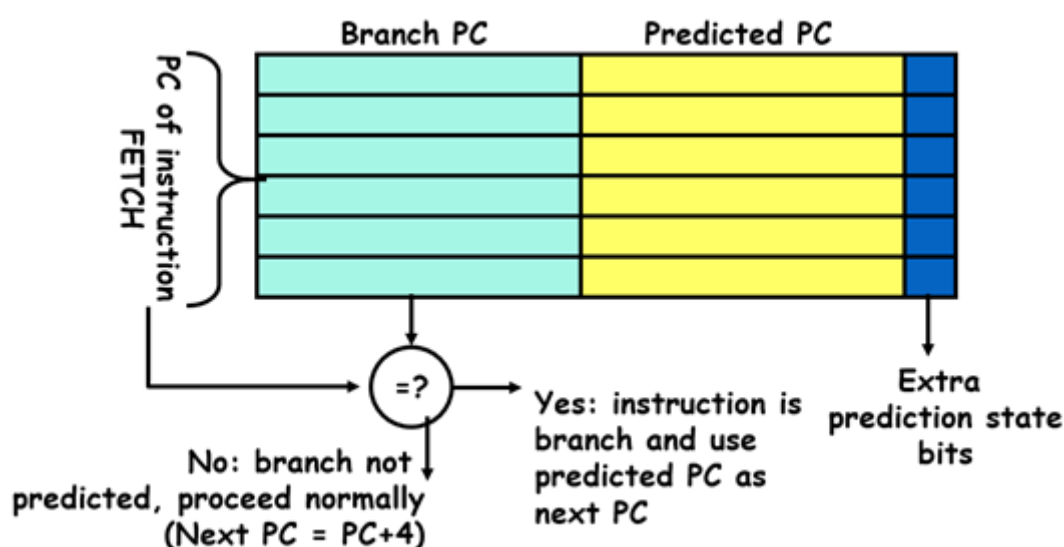 Branch PC
Predicted PC
PC of instruction
FETCH
=?
Extra
prediction state
bits
Yes: instruction is
branch and use
predicted PC as
next PC
No: branch not
predicted, proceed normally
(Next PC = PC+4)